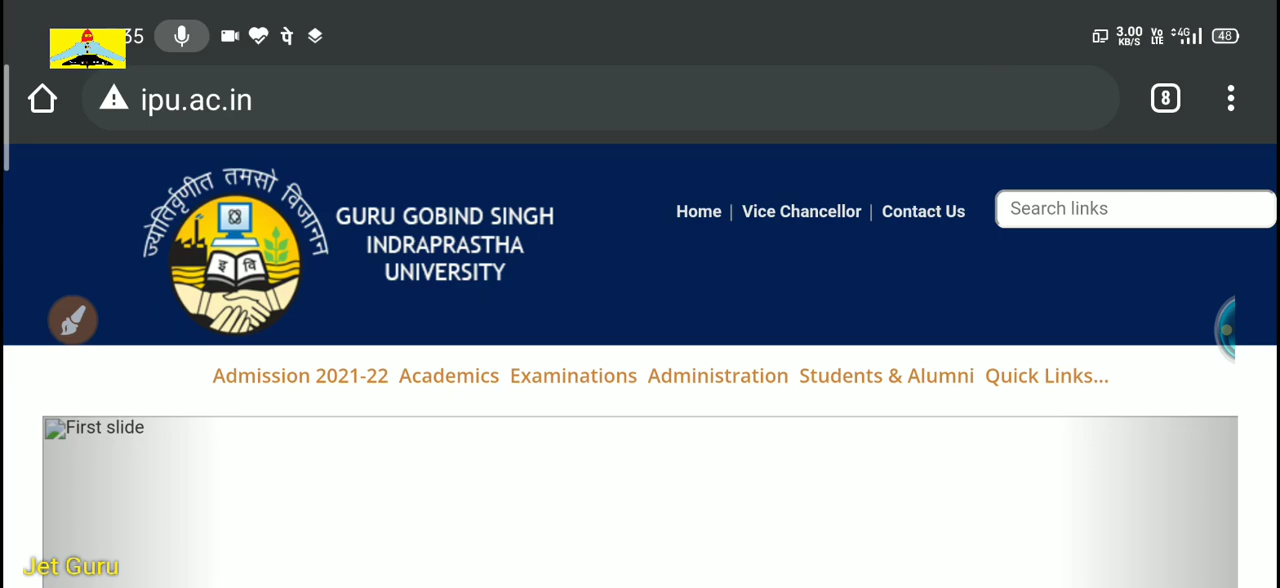 35
3.00
KB/S
Vo
LTE
4G
48
ipu.ac.in
8
ज्योतिर्वृणीत तमसो विजानन
इ वि
GURU GOBIND SINGH
INDRAPRASTHA
UNIVERSITY
Home | Vice Chancellor | Contact Us
Search links
Admission 2021-22 Academics Examinations Administration Students & Alumni Quick Links...
First slide
Jet Guru